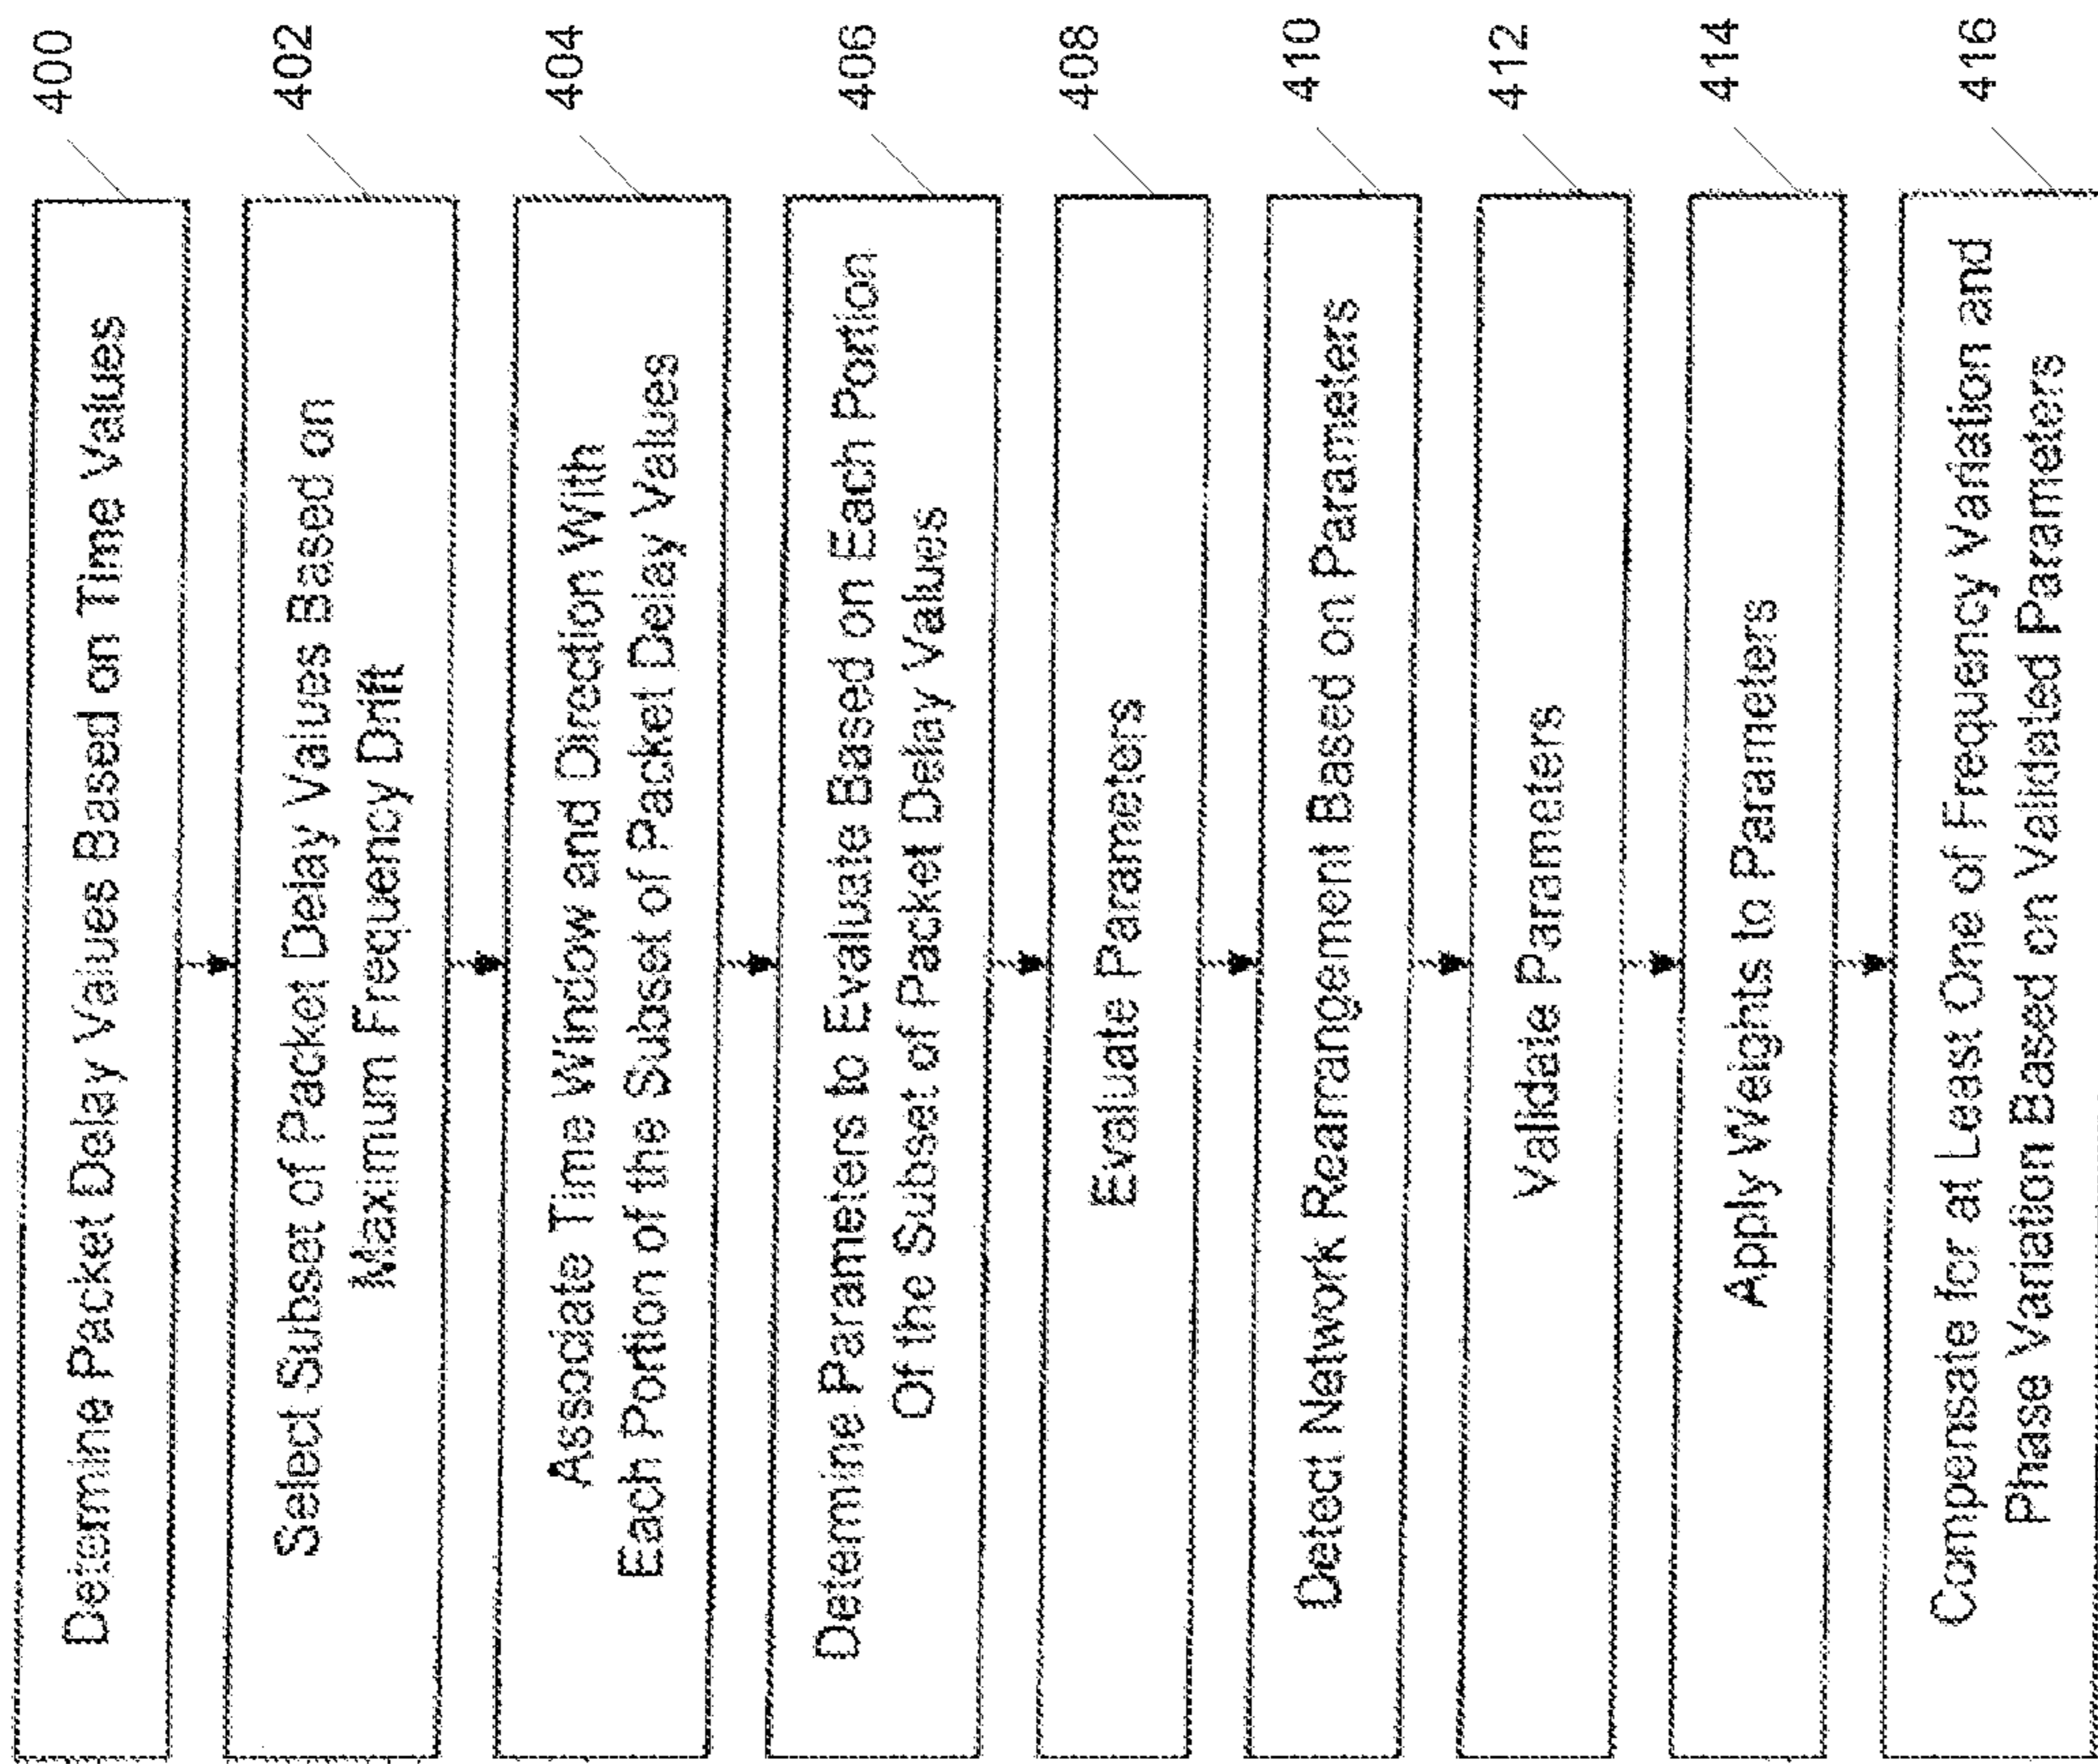 Determine Packet Delay Values Based on Time Values
400
Select Subset of Packet Delay Values Based on
Maximum Frequency Drift
402
Associate Time Window and Direction With
Each Portion of the Subset of Packet Delay Values
404
Determine Parameters to Evaluate Based on Each Portion
Of the Subset of Packet Delay Values
406
Evaluate Parameters
408
Detect Network Rearrangement Based on Parameters
410
Validate Parameters
412
Apply Weights to Parameters
414
Compensate for at Least One of Frequency Variation and
Phase Variation Based on Validated Parameters
416